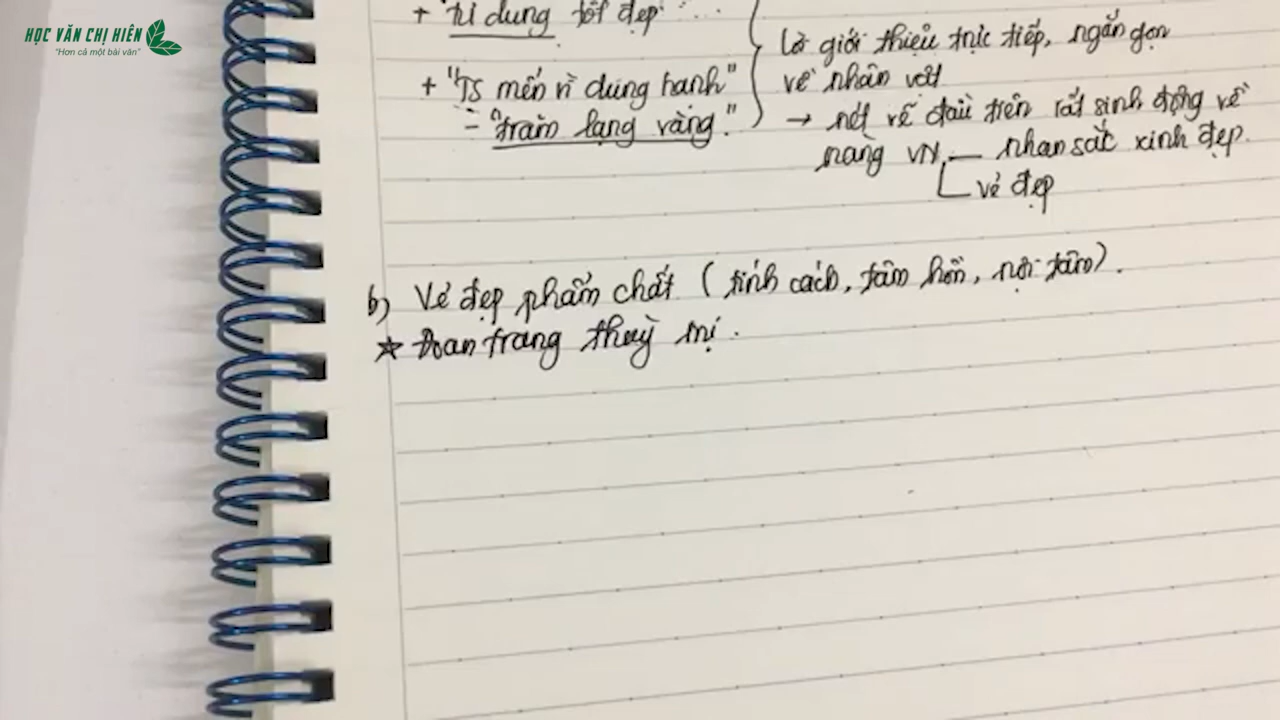 HỌC VĂN CHỊ HIÊN
"Hơn cả một bài văn"
+ "tư dung tốt đẹp"
+ "TS mến vì dung hạnh"
= "trăm lạng vàng."
Lời giới thiệu trực tiếp, ngắn gọn
về nhân vật
→ nét vẽ đầu tiên rất sinh động về
nàng VN — nhan sắc xinh đẹp.
vẻ đẹp
b) Vẻ đẹp phẩm chất (tính cách, tâm hồn, nội tâm).
★ Đoan trang thuỳ mị.